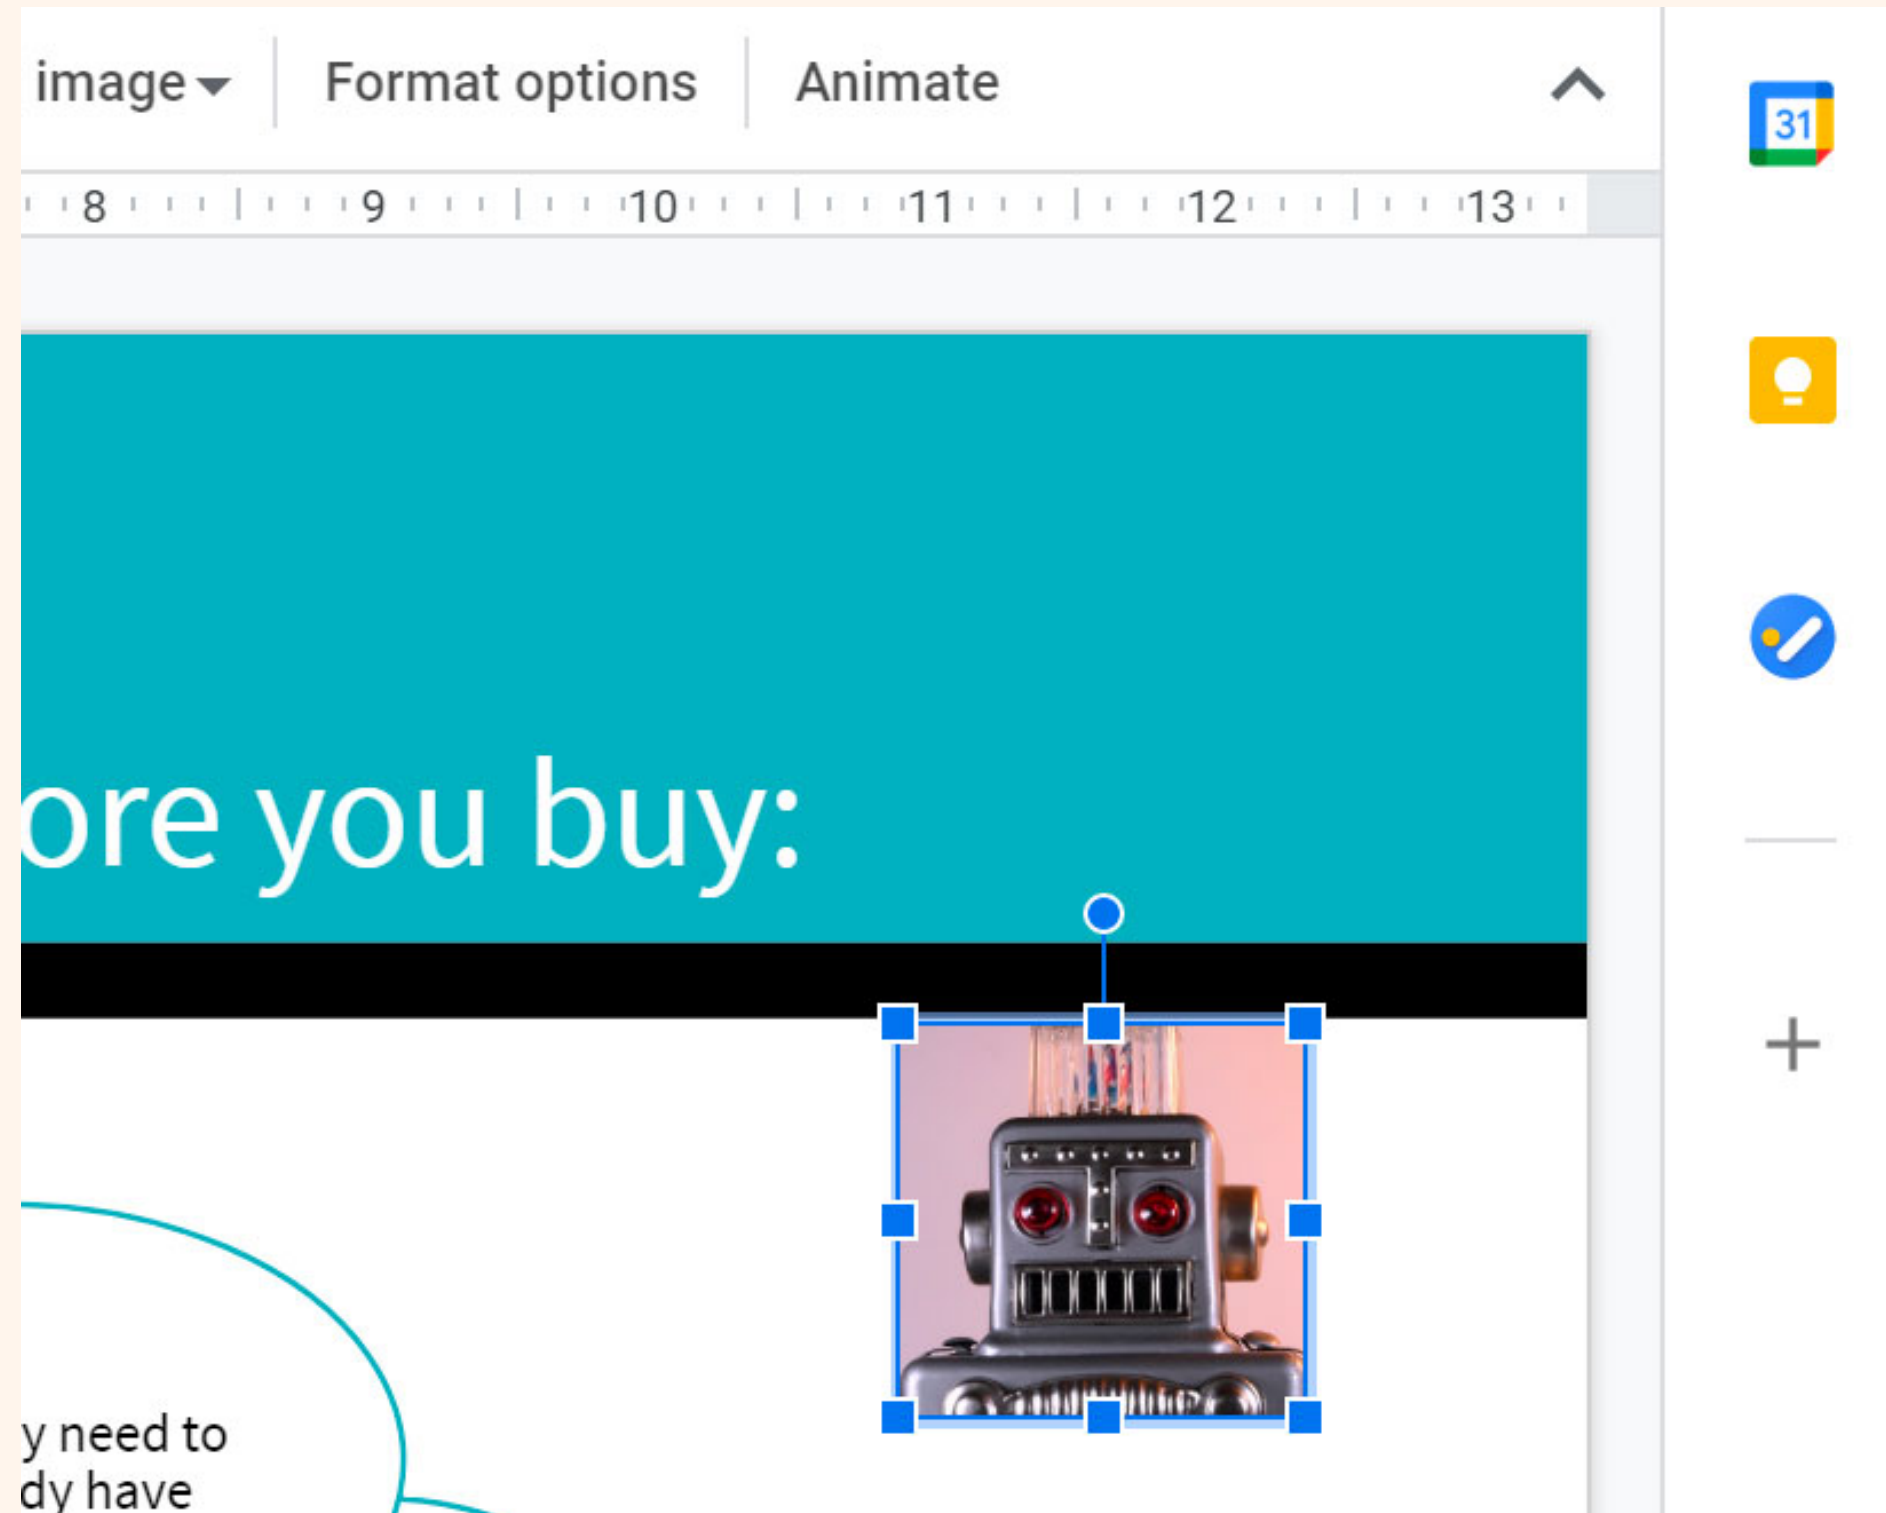 image Format options Animate
31
8 9 10 11 12 13
ore you buy:
y need to
dy have